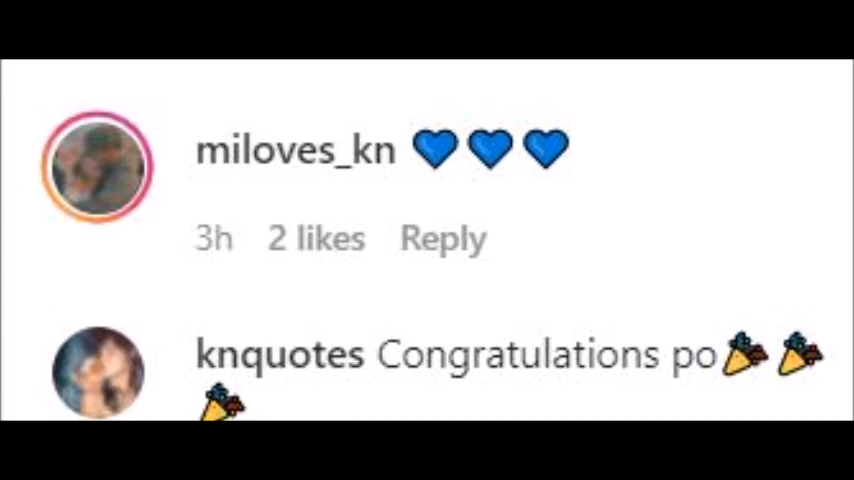 miloves_kn 💙💙💙
3h 2 likes Reply
knquotes Congratulations po🎉🎉
🎉